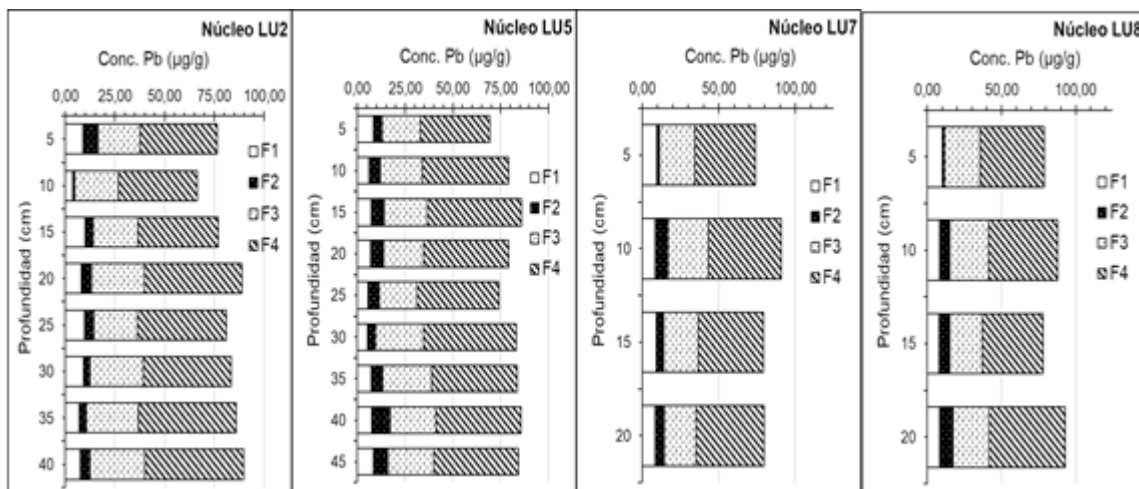 Núcleo LU2
Conc. Pb (µg/g)
0,00 25,00 50,00 75,00 100,00
Profundidad (cm)
5
10
15
20
25
30
35
40
F1
F2
F3
F4
Núcleo LU5
Conc. Pb (µg/g)
0,00 25,00 50,00 75,00 100,00
Profundidad (cm)
5
10
15
20
25
30
35
40
45
F1
F2
F3
F4
Núcleo LU7
Conc. Pb (µg/g)
0,00 50,00 100,00
Profundidad (cm)
5
10
15
20
F1
F2
F3
F4
Núcleo LU8
Conc. Pb (µg/g)
0,00 50,00 100,00
Profundidad (cm)
5
10
15
20
F1
F2
F3
F4